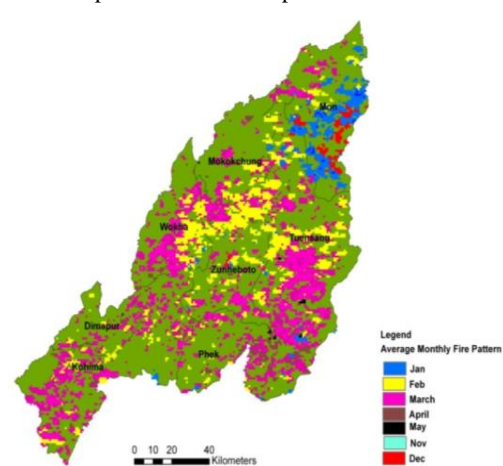 Mon
Mokokchung
Wokha
Tuensang
Zunheboto
Dimapur
Phek
Kohima
Legend
Average Monthly Fire Pattern
Jan
Feb
March
April
May
Nov
Dec
0 10 20 40
Kilometers